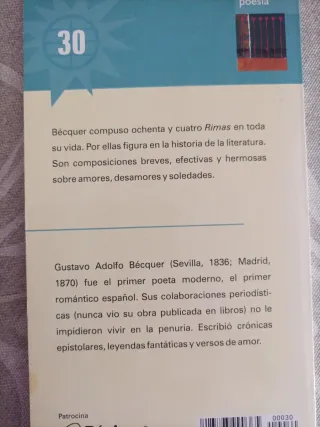 poesía
30
Bécquer compuso ochenta y cuatro Rimas en toda
su vida. Por ellas figura en la historia de la literatura.
Son composiciones breves, efectivas y hermosas
sobre amores, desamores y soledades.
Gustavo Adolfo Bécquer (Sevilla, 1836; Madrid,
1870) fue el primer poeta moderno, el primer
romántico español. Sus colaboraciones periodísti-
cas (nunca vío su obra publicada en libros) no le
impidieron vivir en la penuria. Escribió crónicas
epistolares, leyendas fantáticas y versos de amor.
Patrocina
00030